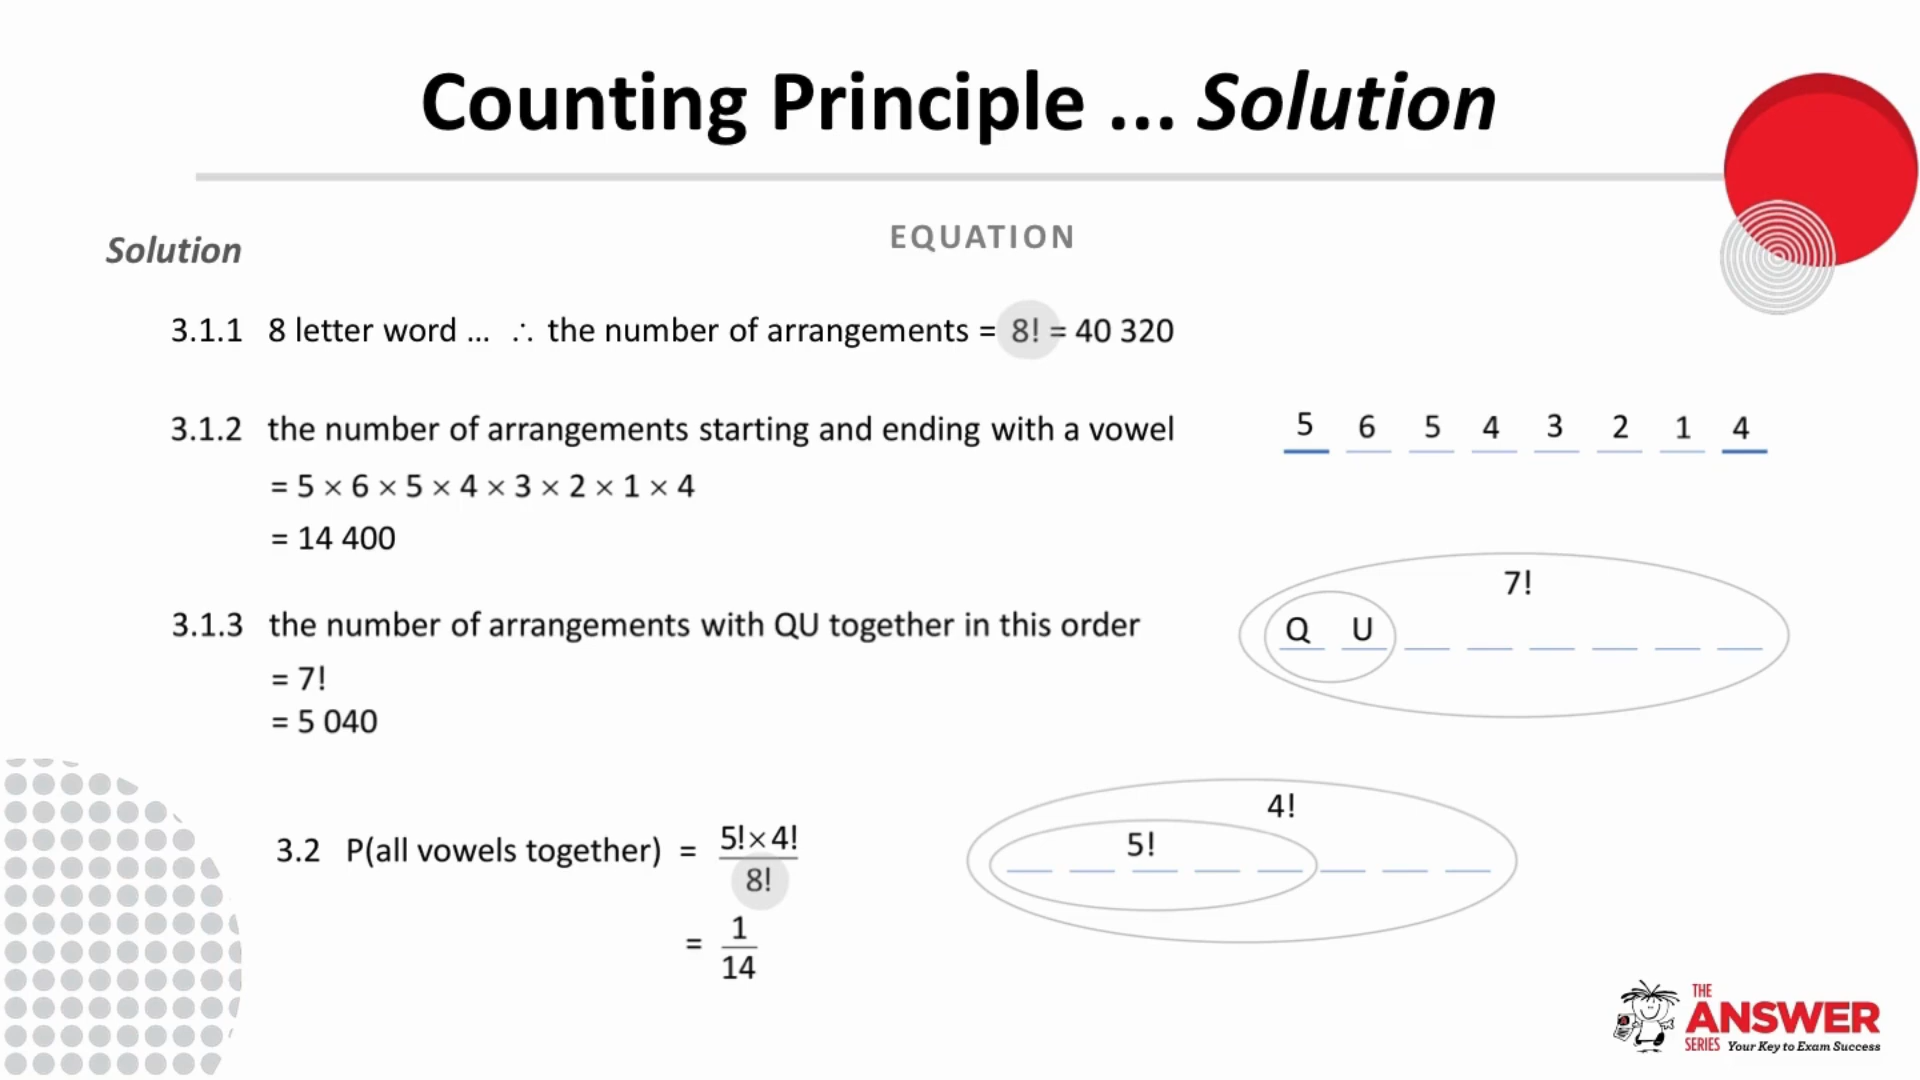 Counting Principle ... Solution
EQUATION
Solution
3.1.1 8 letter word ... ∴ the number of arrangements = 8! = 40 320
3.1.2 the number of arrangements starting and ending with a vowel
5 6 5 4 3 2 1 4
= 5 × 6 × 5 × 4 × 3 × 2 × 1 × 4
= 14 400
7!
3.1.3 the number of arrangements with QU together in this order
Q U
= 7!
= 5 040
4!
5!
3.2 P(all vowels together) = 5!×4!
8!
= 1
14
THE
ANSWER
SERIES Your Key to Exam Success